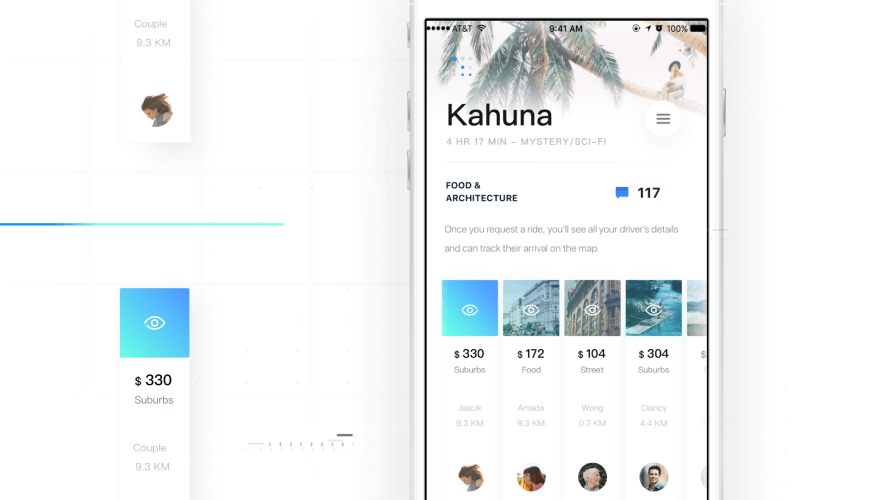 Couple
9.3 KM
$ 330
Suburbs
Couple
9.3 KM
AT&T
9:41 AM
100%
Kahuna
4 HR 17 MIN – MYSTERY/SCI-FI
FOOD &
ARCHITECTURE
117
Once you request a ride, you'll see all your driver's details
and can track their arrival on the map.
$ 330
Suburbs
Jascik
9.3 KM
$ 172
Food
Amada
9.3 KM
$ 104
Street
Wong
0.7 KM
$ 304
Suburbs
Clancy
4.4 KM
$